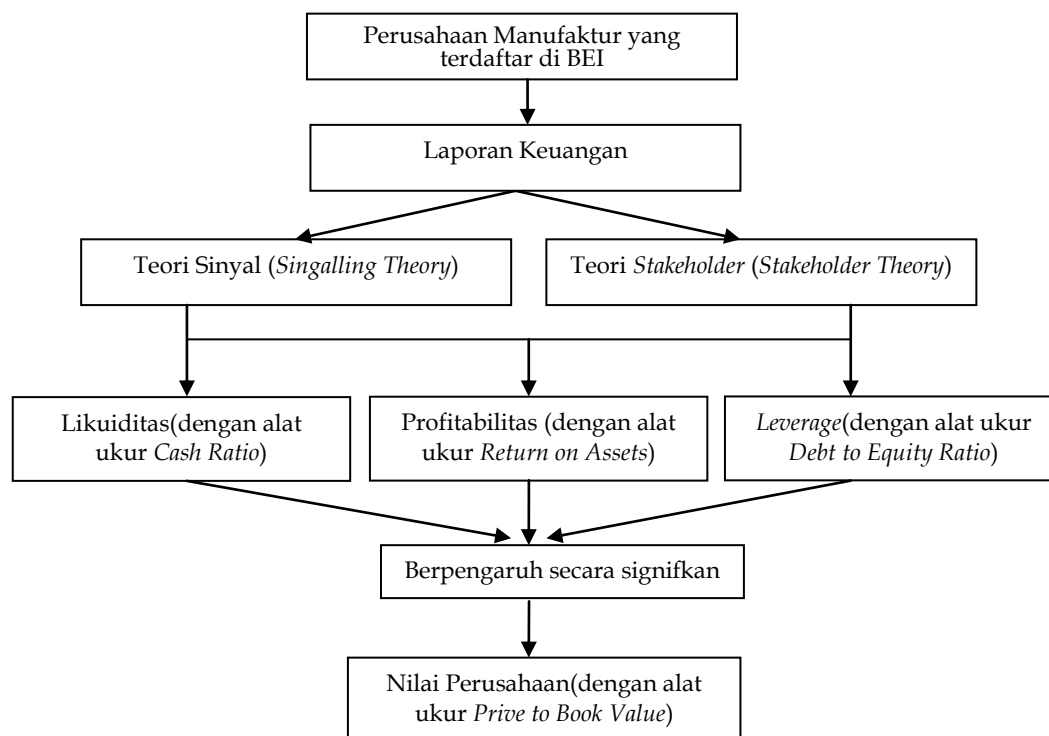 Perusahaan Manufaktur yang
terdaftar di BEI
Laporan Keuangan
Teori Sinyal (Singalling Theory)
Teori Stakeholder (Stakeholder Theory)
Likuiditas(dengan alat
ukur Cash Ratio)
Profitabilitas (dengan alat
ukur Return on Assets)
Leverage(dengan alat ukur
Debt to Equity Ratio)
Berpengaruh secara signifkan
Nilai Perusahaan(dengan alat
ukur Prive to Book Value)